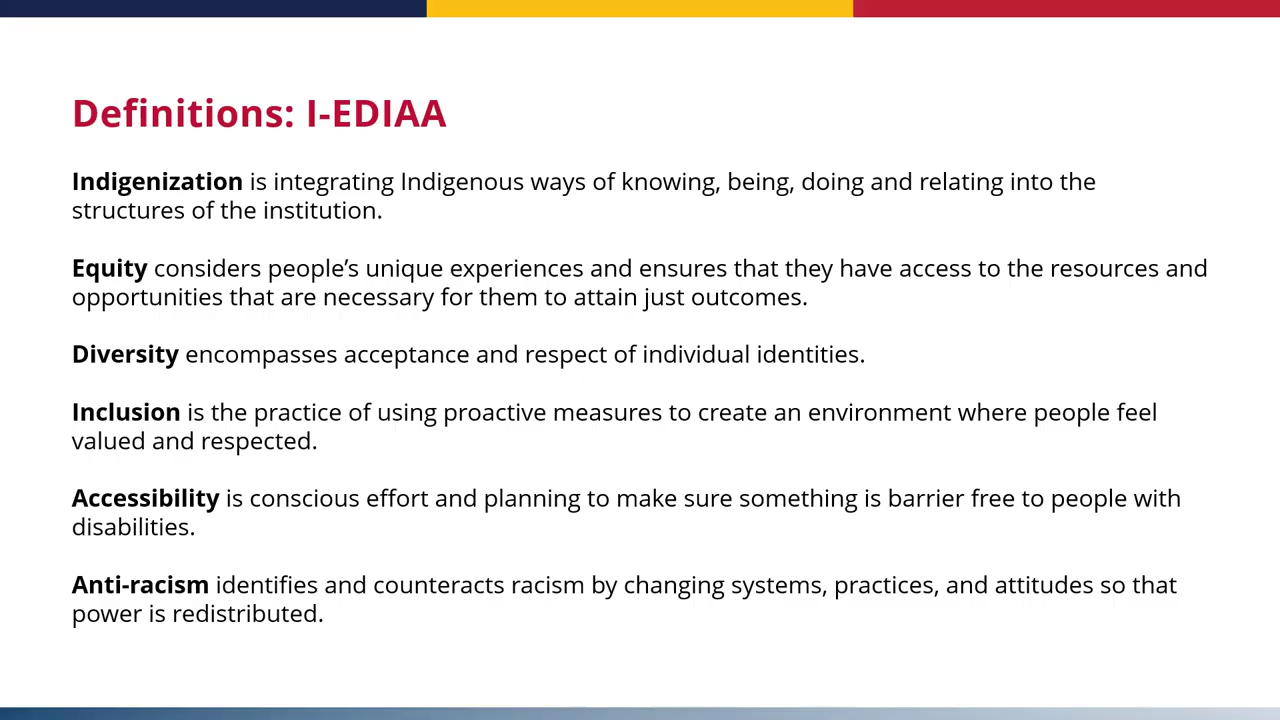 Definitions: I-EDIAA
Indigenization is integrating Indigenous ways of knowing, being, doing and relating into the
structures of the institution.
Equity considers people’s unique experiences and ensures that they have access to the resources and
opportunities that are necessary for them to attain just outcomes.
Diversity encompasses acceptance and respect of individual identities.
Inclusion is the practice of using proactive measures to create an environment where people feel
valued and respected.
Accessibility is conscious effort and planning to make sure something is barrier free to people with
disabilities.
Anti-racism identifies and counteracts racism by changing systems, practices, and attitudes so that
power is redistributed.